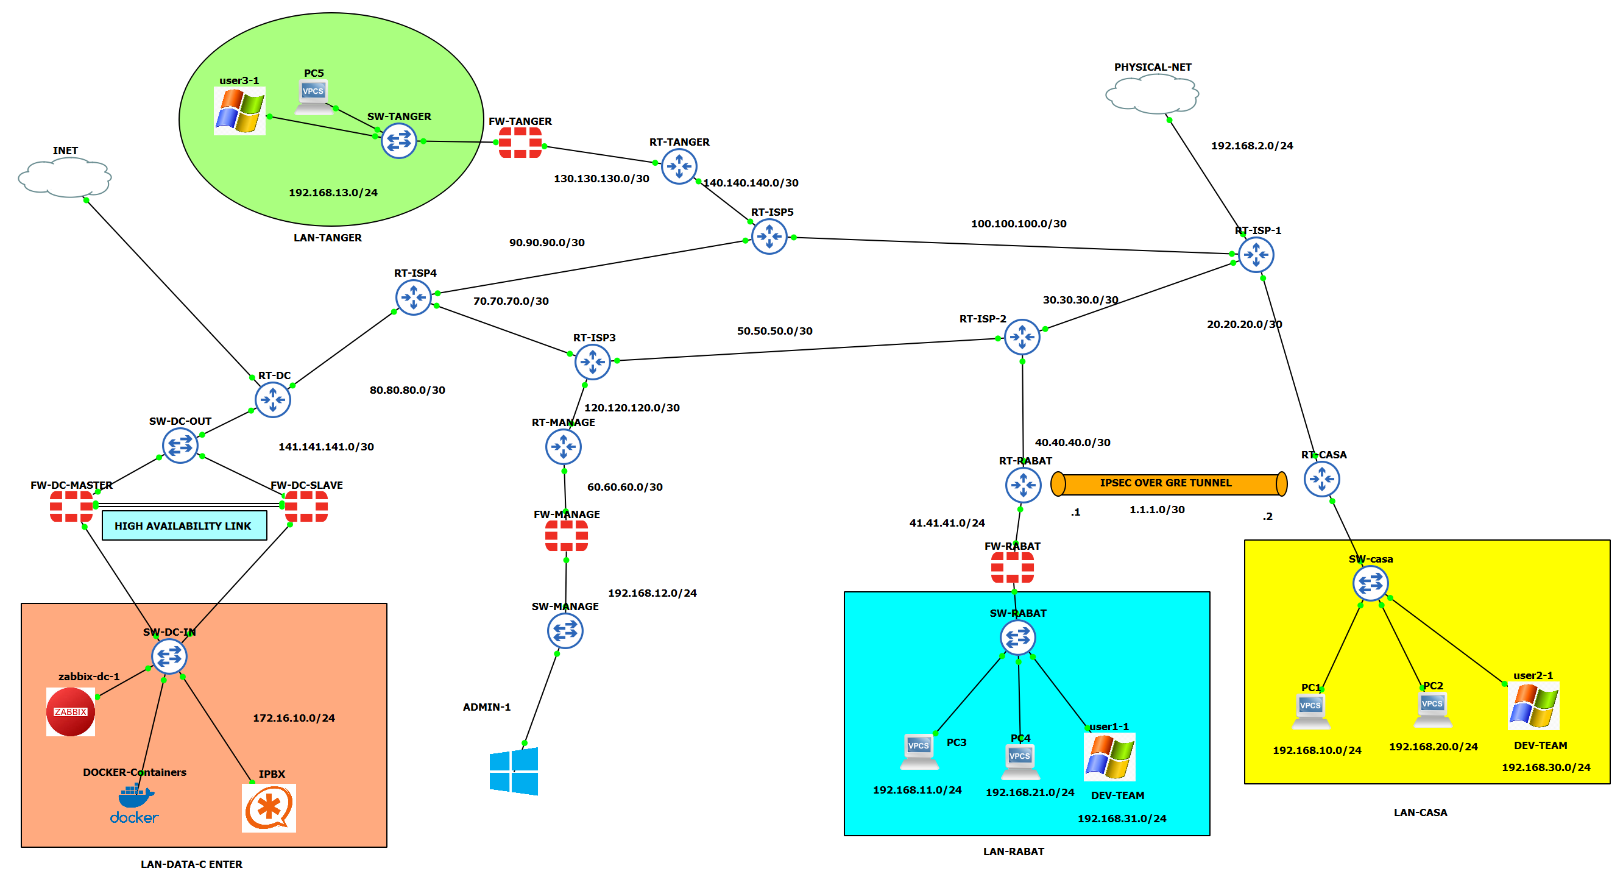 PHYSICAL-NET
PC5
user3-1
VPCS
SW-TANGER
FW-TANGER
192.168.2.0/24
INET
RT-TANGER
130.130.130.0/30
140.140.140.0/30
192.168.13.0/24
RT-ISP5
100.100.100.0/30
RT-ISP-1
LAN-TANGER
90.90.90.0/30
RT-ISP4
70.70.70.0/30
30.30.30.0/30
RT-ISP-2
20.20.20.0/30
50.50.50.0/30
RT-ISP3
RT-DC
80.80.80.0/30
120.120.120.0/30
SW-DC-OUT
RT-MANAGE
141.141.141.0/30
40.40.40.0/30
RT-RABAT
RT-CASA
FW-DC-MASTER
FW-DC-SLAVE
60.60.60.0/30
IPSEC OVER GRE TUNNEL
.1
1.1.1.0/30
.2
HIGH AVAILABILITY LINK
FW-MANAGE
41.41.41.0/24
FW-RABAT
SW-casa
192.168.12.0/24
SW-MANAGE
SW-RABAT
SW-DC-IN
zabbix-dc-1
ZABBIX
172.16.10.0/24
ADMIN-1
PC1
VPCS
PC2
VPCS
user2-1
DEV-TEAM
192.168.10.0/24
192.168.20.0/24
192.168.30.0/24
VPCS
PC3
PC4
VPCS
user1-1
192.168.11.0/24
192.168.21.0/24
DEV-TEAM
192.168.31.0/24
DOCKER-Containers
docker
IPBX
LAN-CASA
LAN-RABAT
LAN-DATA-C ENTER